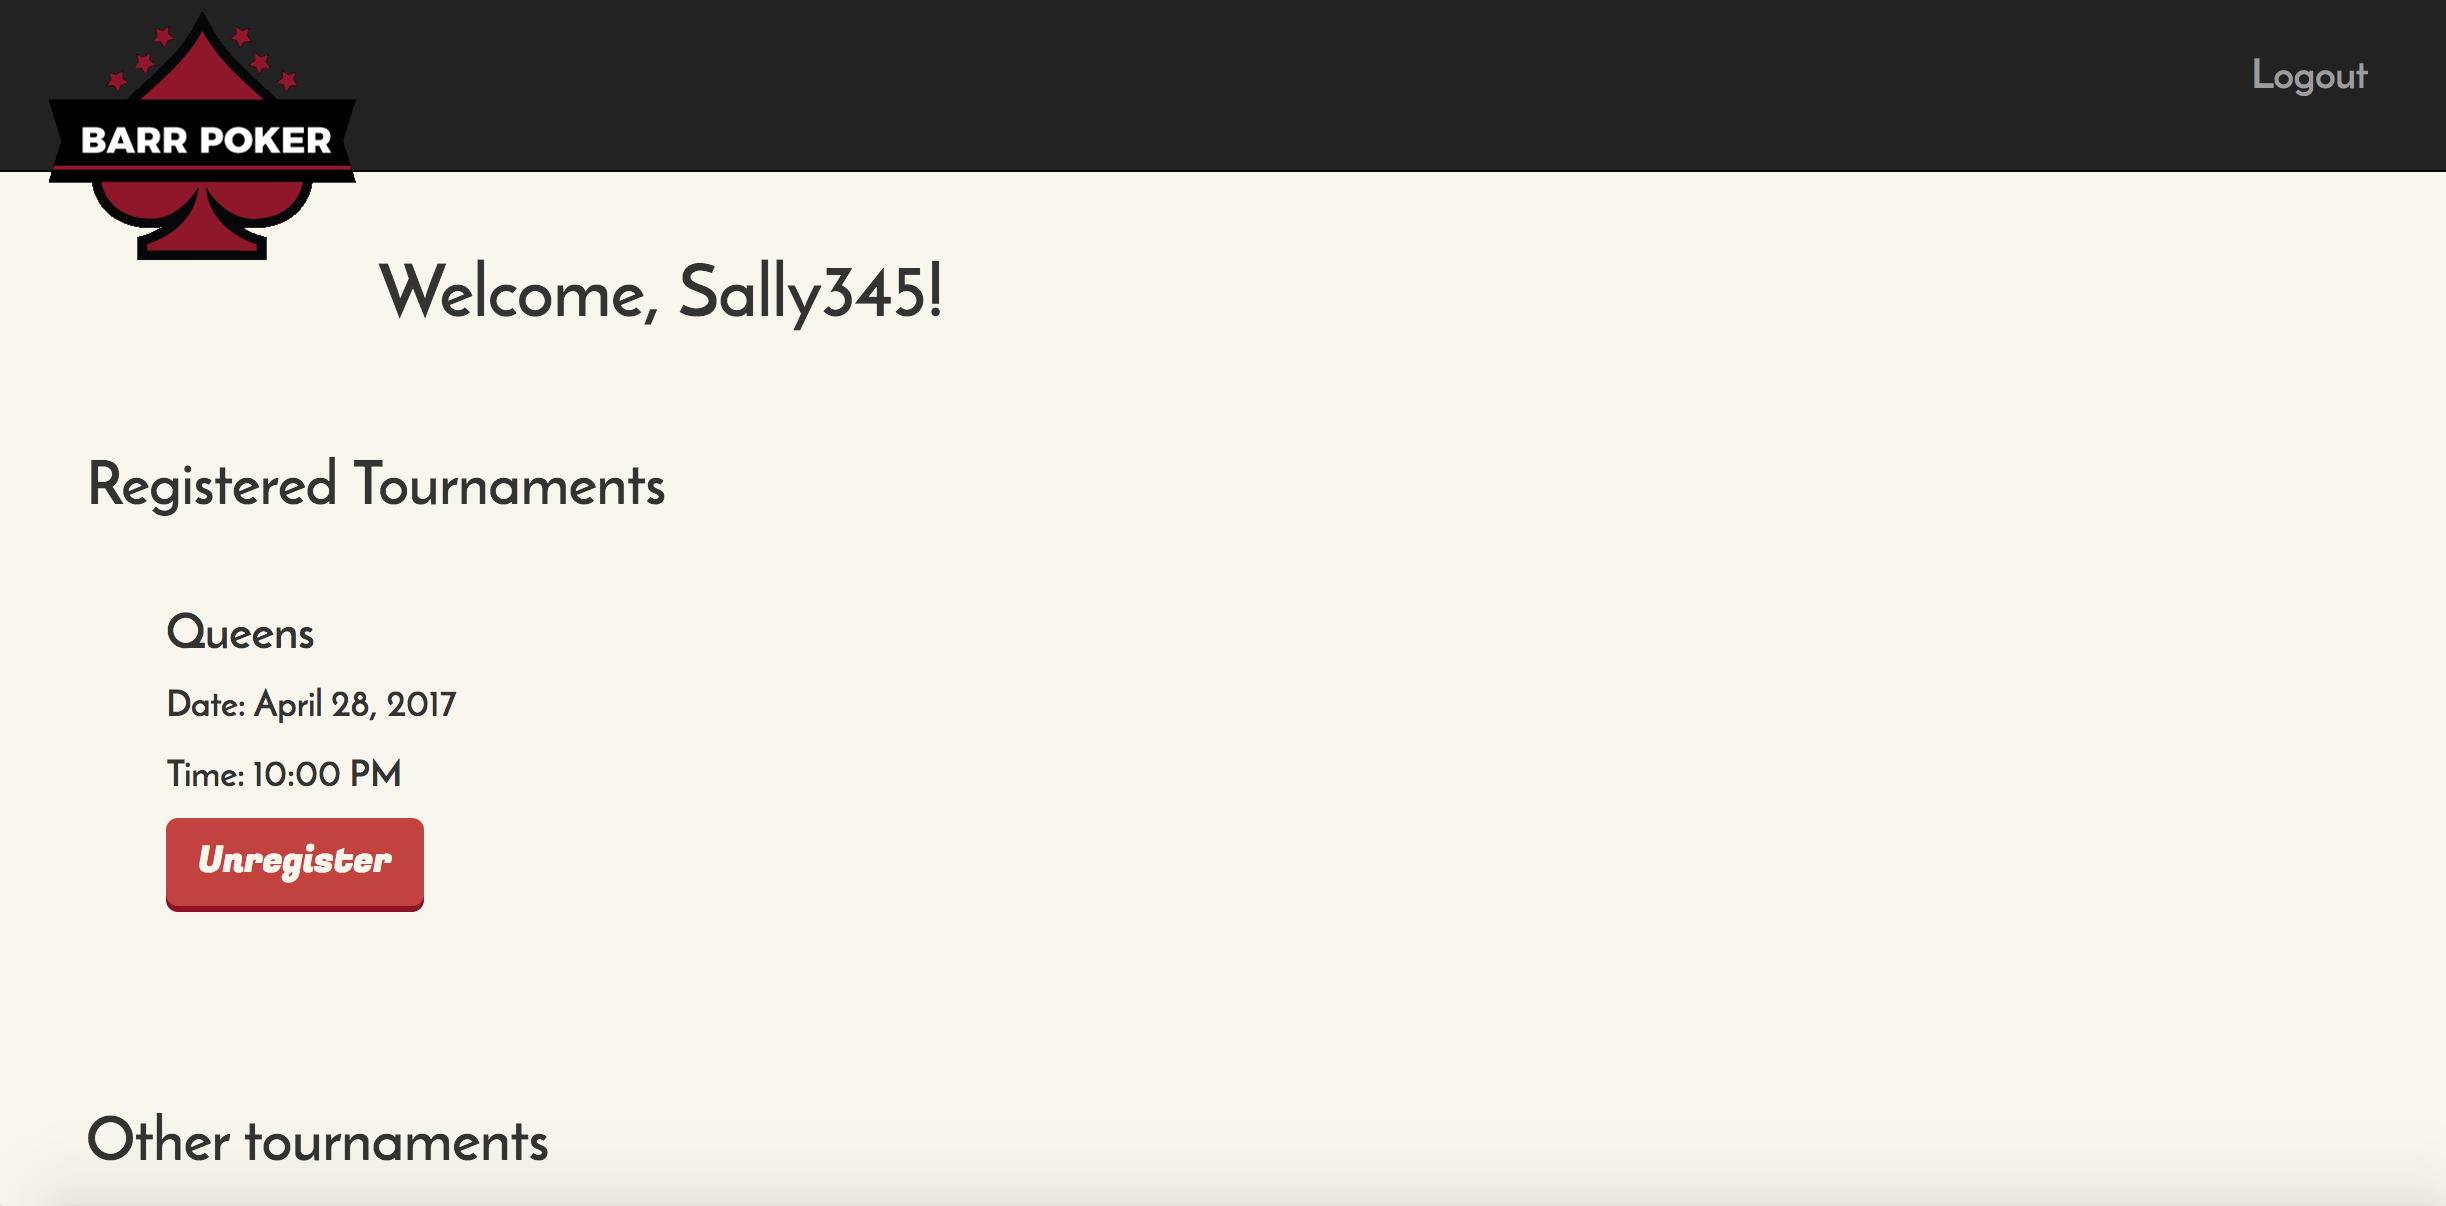 Logout
BARR POKER
Welcome, Sally345!
Registered Tournaments
Queens
Date: April 28, 2017
Time: 10:00 PM
Unregister
Other tournaments